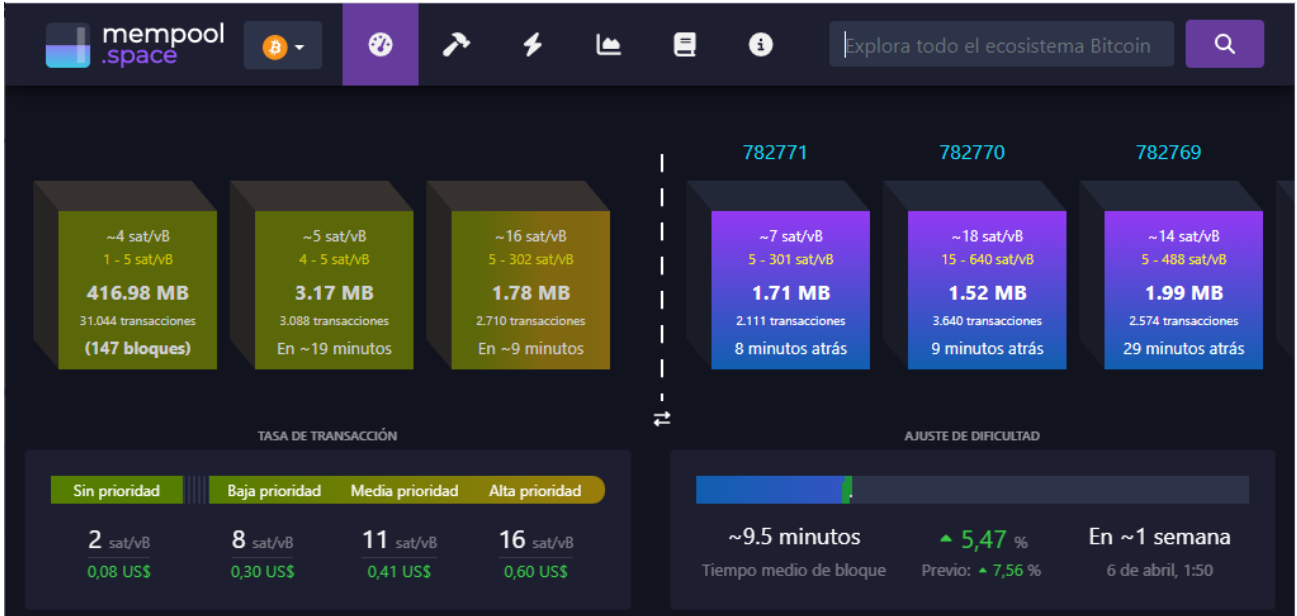 mempool
.space
Explora todo el ecosistema Bitcoin
782771
782770
782769
~4 sat/vB
1 - 5 sat/vB
416.98 MB
31.044 transacciones
(147 bloques)
~5 sat/vB
4 - 5 sat/vB
3.17 MB
3.088 transacciones
En ~19 minutos
~16 sat/vB
5 - 302 sat/vB
1.78 MB
2.710 transacciones
En ~9 minutos
~7 sat/vB
5 - 301 sat/vB
1.71 MB
2.111 transacciones
8 minutos atrás
~18 sat/vB
15 - 640 sat/vB
1.52 MB
3.640 transacciones
9 minutos atrás
~14 sat/vB
5 - 488 sat/vB
1.99 MB
2.574 transacciones
29 minutos atrás
TASA DE TRANSACCIÓN
Sin prioridad
Baja prioridad
Media prioridad
Alta prioridad
2 sat/vB
8 sat/vB
11 sat/vB
16 sat/vB
0,08 US$
0,30 US$
0,41 US$
0,60 US$
AJUSTE DE DIFICULTAD
~9.5 minutos
Tiempo medio de bloque
5,47 %
Previo: 7,56 %
En ~1 semana
6 de abril, 1:50